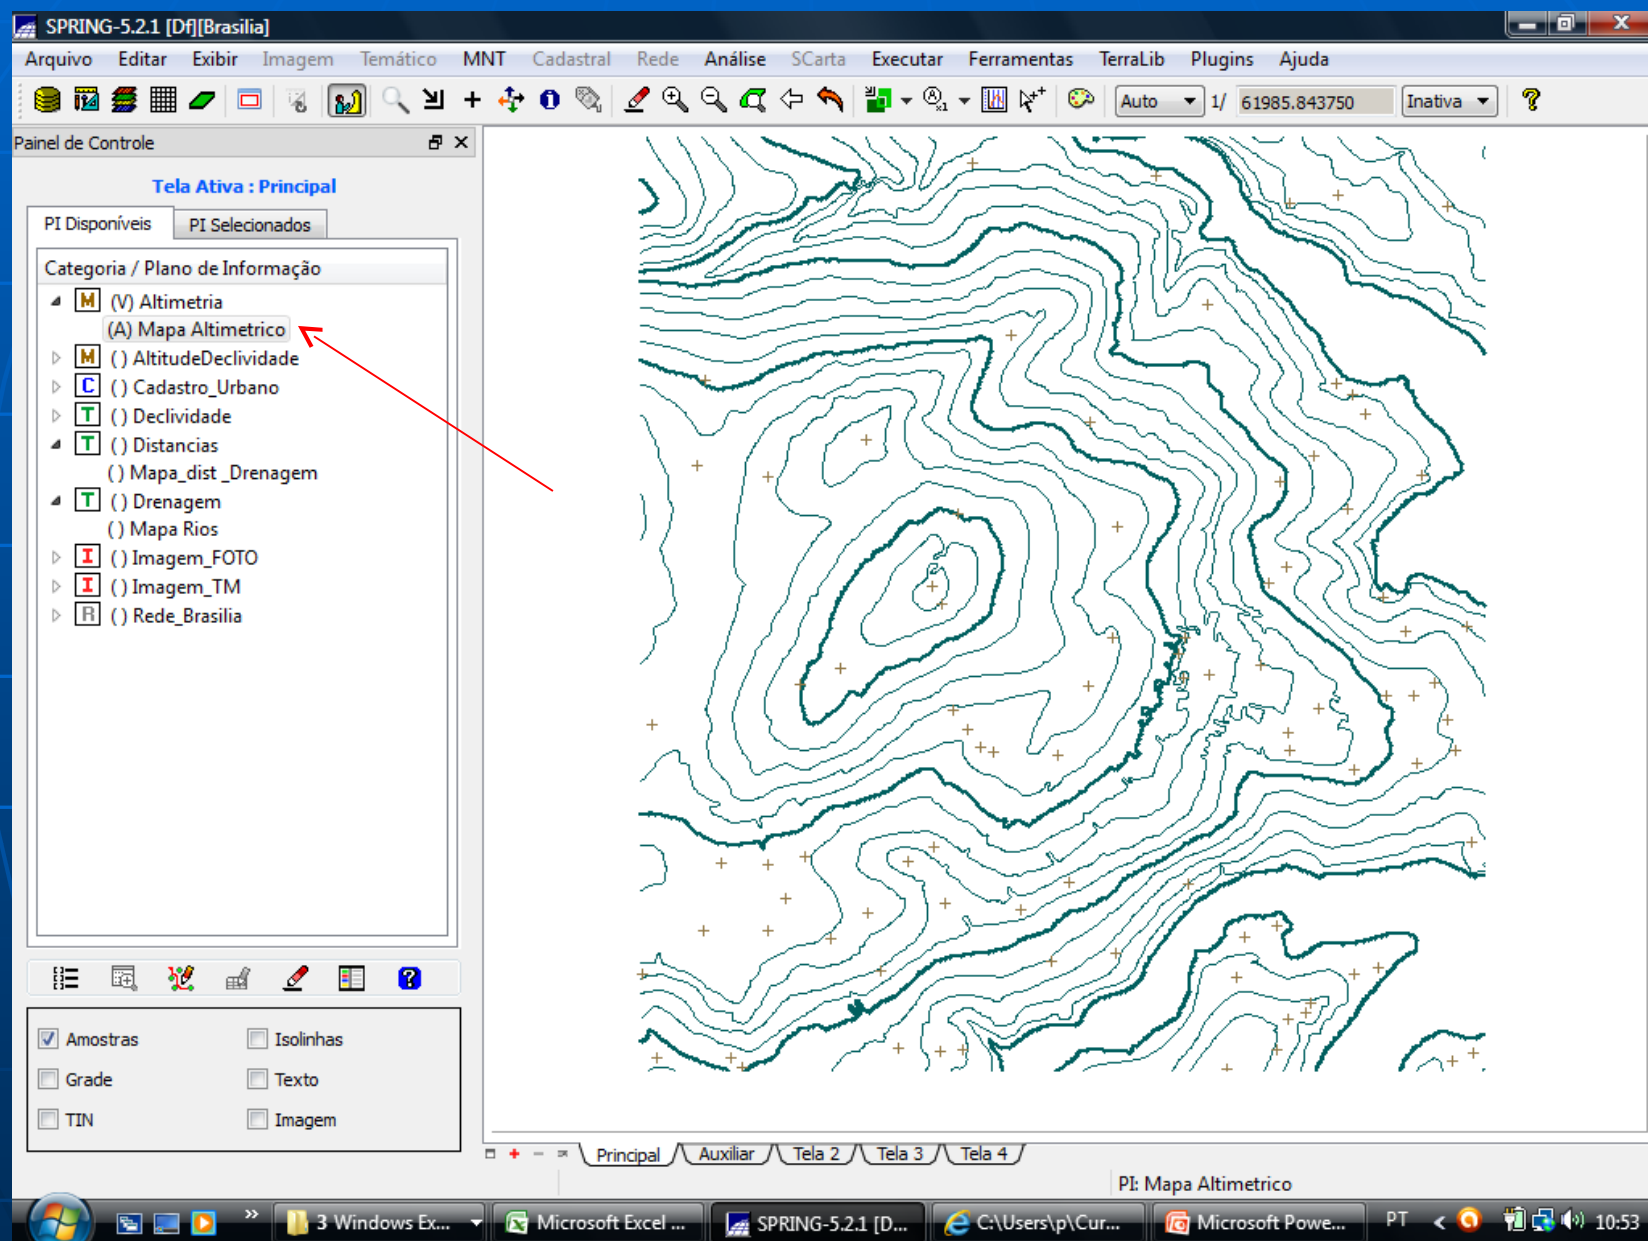 SPRING-5.2.1 [Df][Brasilia]
Arquivo Editar Exibir Imagem Temático MNT Cadastral Rede Análise SCarta Executar Ferramentas TerraLib Plugins Ajuda
Auto 1/ 61985.843750 Inativa
Painel de Controle
Tela Ativa : Principal
PI Disponíveis PI Selecionados
Categoria / Plano de Informação
M (V) Altimetria
(A) Mapa Altimetrico
M ( ) AltitudeDeclividade
C ( ) Cadastro_Urbano
T ( ) Declividade
T ( ) Distancias
( ) Mapa_dist _Drenagem
T ( ) Drenagem
( ) Mapa Rios
I ( ) Imagem_FOTO
I ( ) Imagem_TM
R ( ) Rede_Brasilia
Amostras Isolinhas
Grade Texto
TIN Imagem
Principal Auxiliar Tela 2 Tela 3 Tela 4
PI: Mapa Altimetrico
3 Windows Ex... Microsoft Excel ... SPRING-5.2.1 [D... C:\Users\p\Cur... Microsoft Powe... PT 10:53